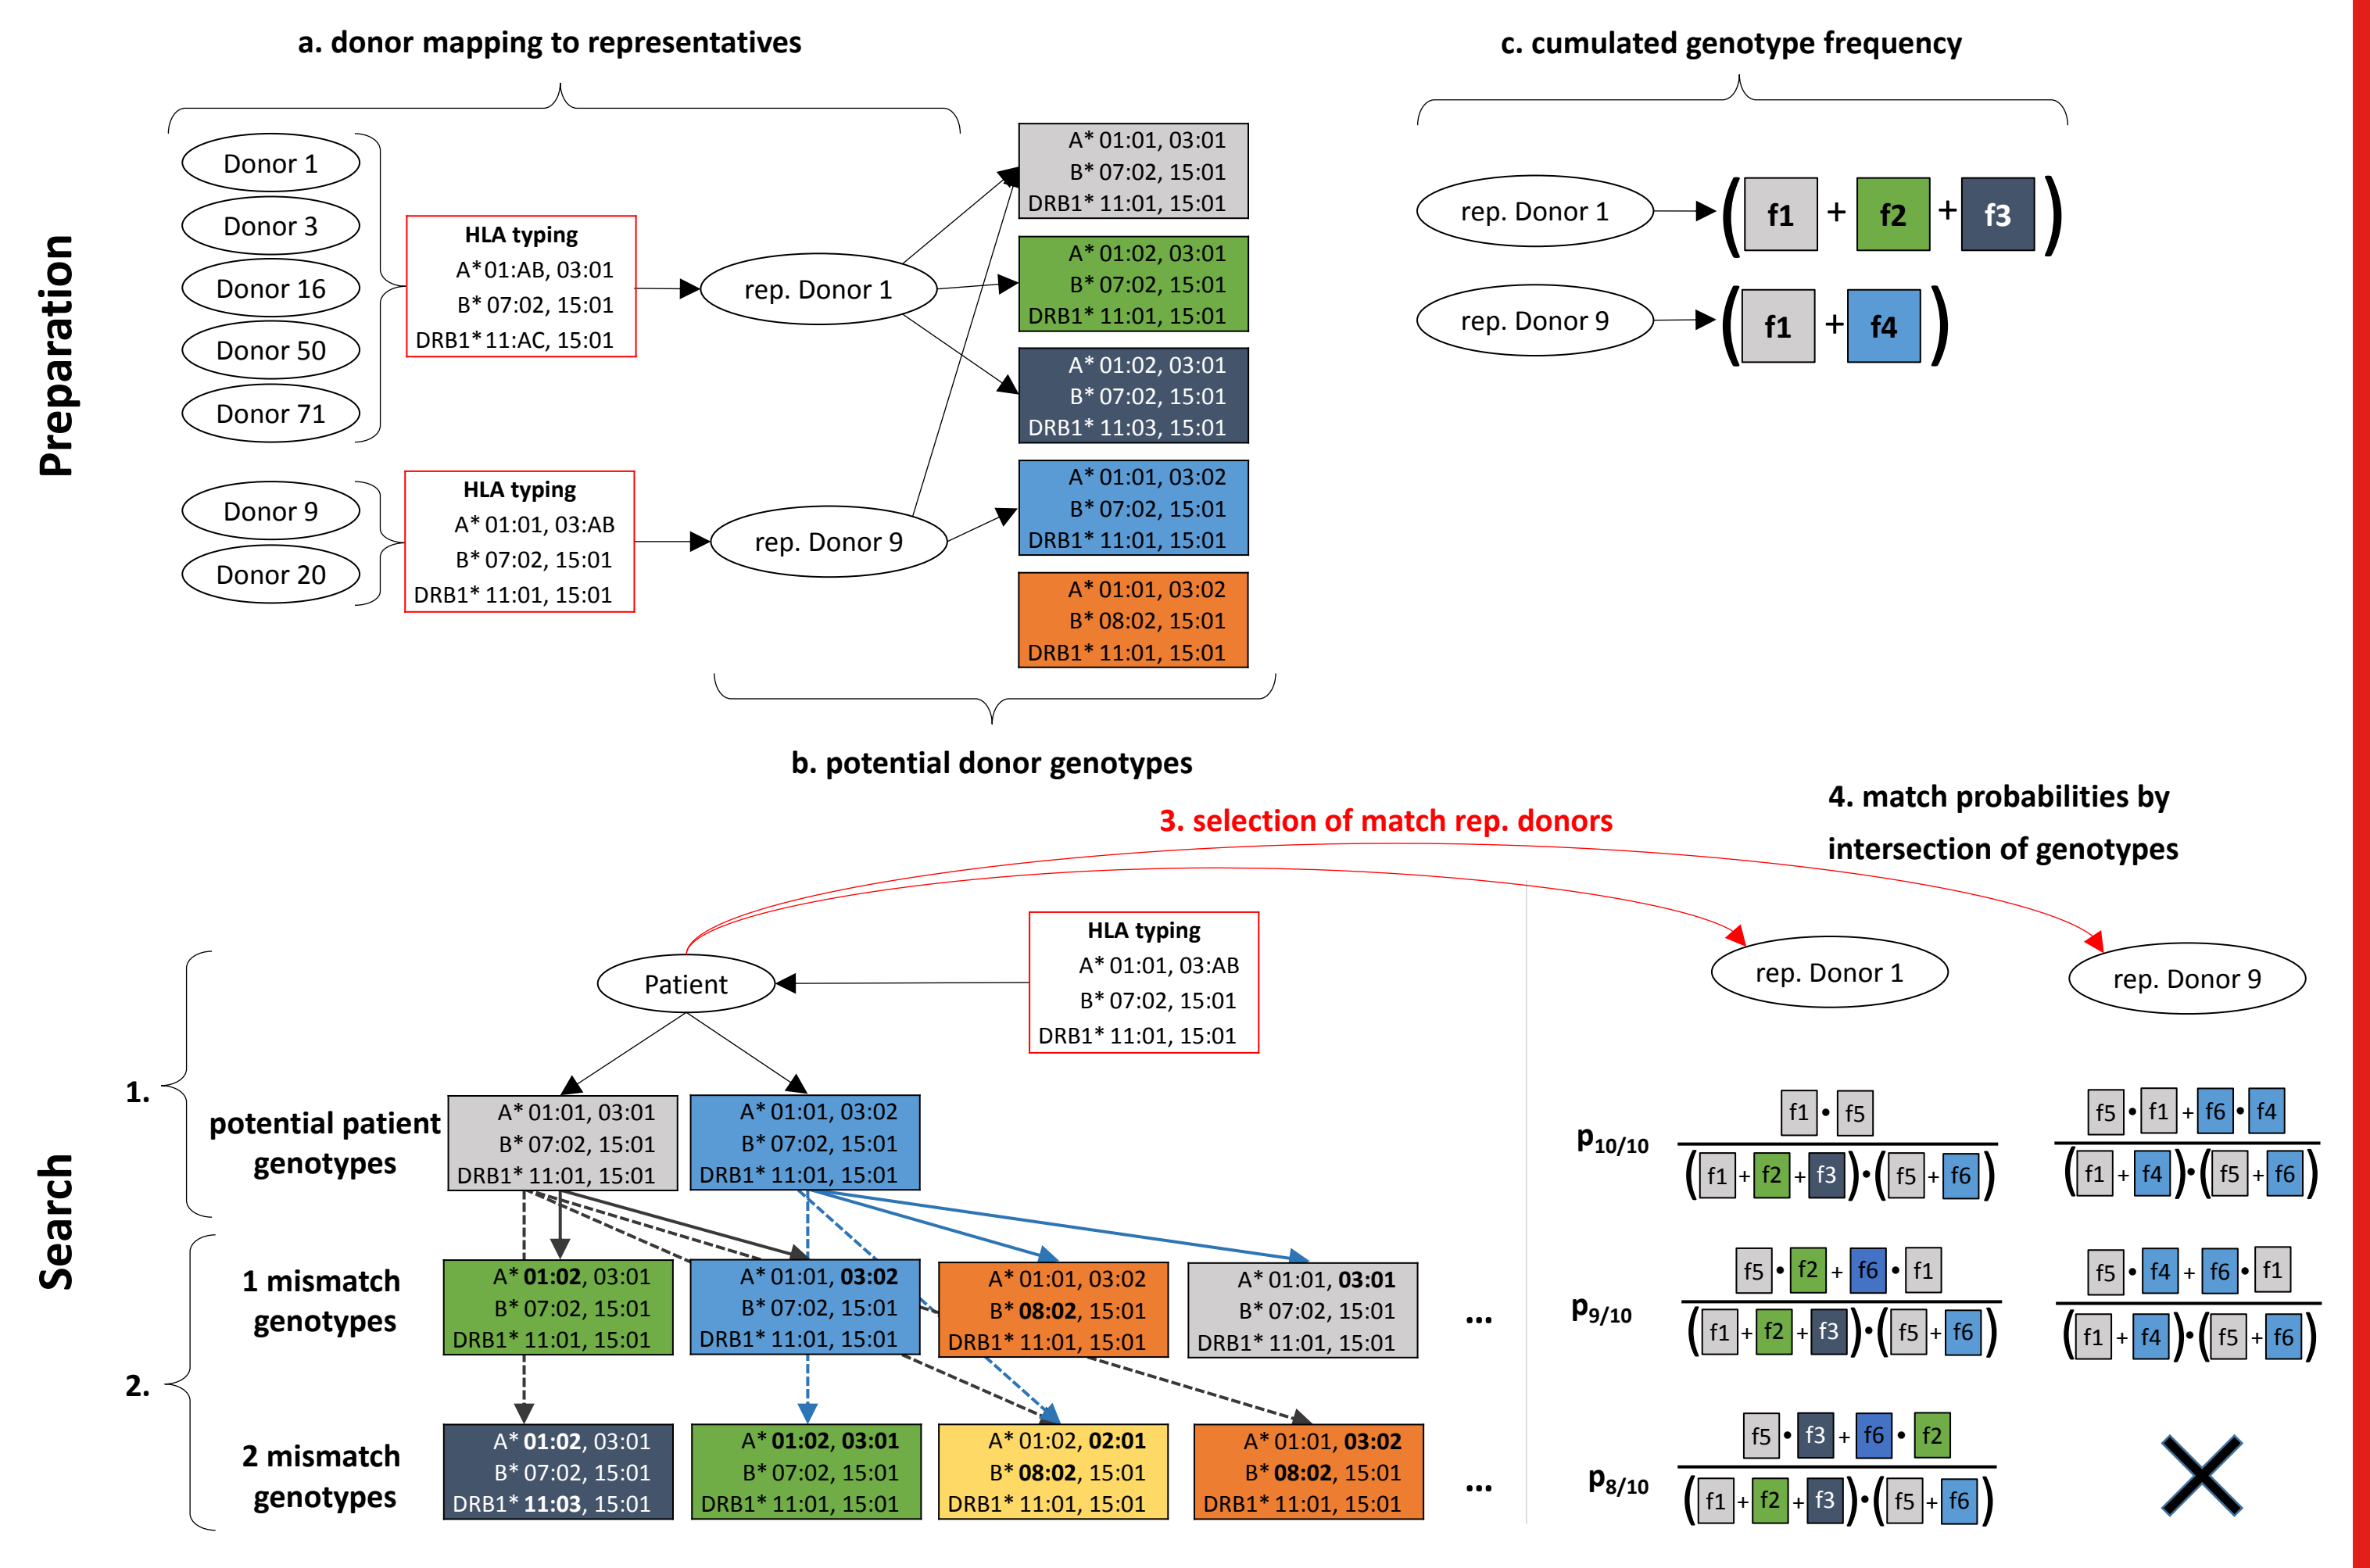 a. donor mapping to representatives
c. cumulated genotype frequency
Preparation
Donor 1
Donor 3
Donor 16
Donor 50
Donor 71
HLA typing
A* 01:AB, 03:01
B* 07:02, 15:01
DRB1* 11:AC, 15:01
rep. Donor 1
Donor 9
Donor 20
HLA typing
A* 01:01, 03:AB
B* 07:02, 15:01
DRB1* 11:01, 15:01
rep. Donor 9
A* 01:01, 03:01
B* 07:02, 15:01
DRB1* 11:01, 15:01
A* 01:02, 03:01
B* 07:02, 15:01
DRB1* 11:01, 15:01
A* 01:02, 03:01
B* 07:02, 15:01
DRB1* 11:03, 15:01
A* 01:01, 03:02
B* 07:02, 15:01
DRB1* 11:01, 15:01
A* 01:01, 03:02
B* 08:02, 15:01
DRB1* 11:01, 15:01
rep. Donor 1
(f1 + f2 + f3)
rep. Donor 9
(f1 + f4)
b. potential donor genotypes
3. selection of match rep. donors
4. match probabilities by
intersection of genotypes
Search
1.
Patient
HLA typing
A* 01:01, 03:AB
B* 07:02, 15:01
DRB1* 11:01, 15:01
potential patient
genotypes
A* 01:01, 03:01
B* 07:02, 15:01
DRB1* 11:01, 15:01
A* 01:01, 03:02
B* 07:02, 15:01
DRB1* 11:01, 15:01
2.
1 mismatch
genotypes
A* 01:02, 03:01
B* 07:02, 15:01
DRB1* 11:01, 15:01
A* 01:01, 03:02
B* 07:02, 15:01
DRB1* 11:01, 15:01
A* 01:01, 03:02
B* 08:02, 15:01
DRB1* 11:01, 15:01
A* 01:01, 03:01
B* 07:02, 15:01
DRB1* 11:01, 15:01
...
2 mismatch
genotypes
A* 01:02, 03:01
B* 07:02, 15:01
DRB1* 11:03, 15:01
A* 01:02, 03:01
B* 07:02, 15:01
DRB1* 11:01, 15:01
A* 01:02, 02:01
B* 08:02, 15:01
DRB1* 11:01, 15:01
A* 01:01, 03:02
B* 08:02, 15:01
DRB1* 11:01, 15:01
...
rep. Donor 1
rep. Donor 9
p10/10
f1 • f5
(f1 + f2 + f3) • (f5 + f6)
f5 • f1 + f6 • f4
(f1 + f4) • (f5 + f6)
p9/10
f5 • f2 + f6 • f1
(f1 + f2 + f3) • (f5 + f6)
f5 • f4 + f6 • f1
(f1 + f4) • (f5 + f6)
p8/10
f5 • f3 + f6 • f2
(f1 + f2 + f3) • (f5 + f6)